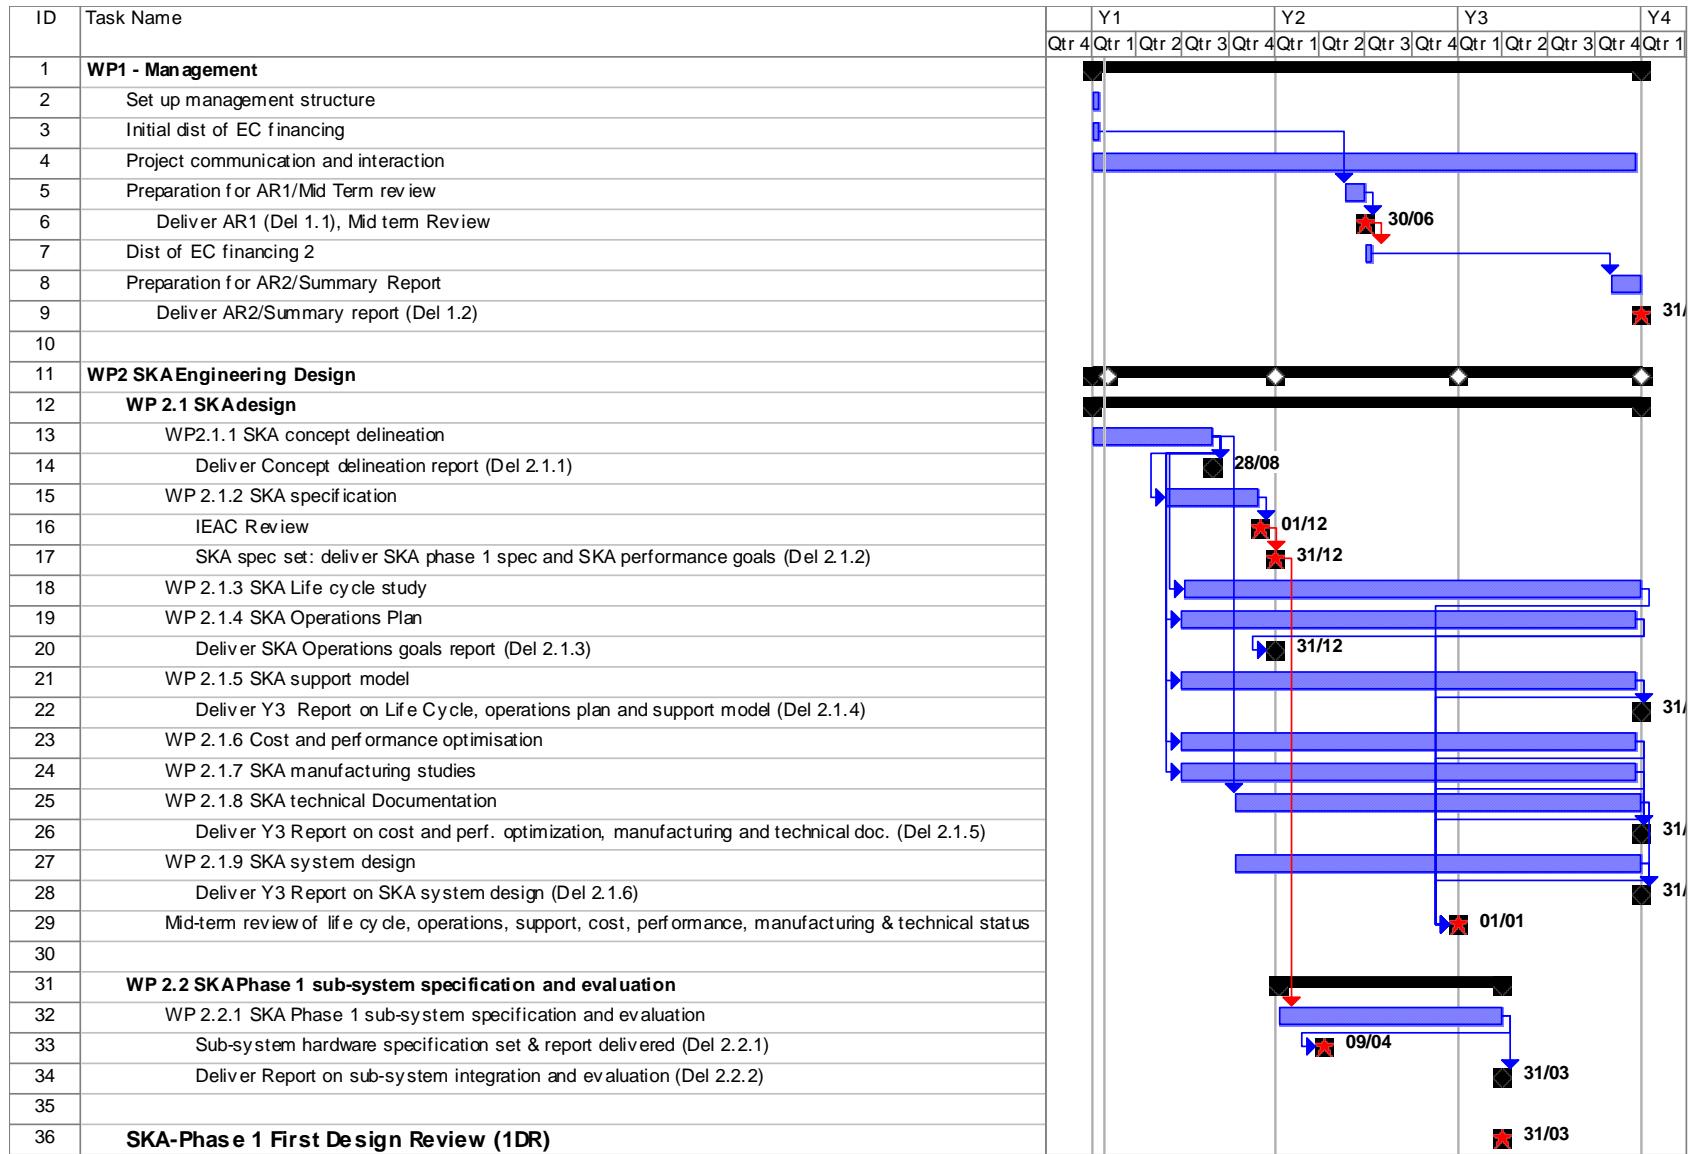 ID Task Name Y1 Y2 Y3 Y4
Qtr 4 Qtr 1 Qtr 2 Qtr 3 Qtr 4 Qtr 1 Qtr 2 Qtr 3 Qtr 4 Qtr 1 Qtr 2 Qtr 3 Qtr 4 Qtr 1
1 WP1 - Management
2 Set up management structure
3 Initial dist of EC financing
4 Project communication and interaction
5 Preparation for AR1/Mid Term review
6 Deliver AR1 (Del 1.1), Mid term Review 30/06
7 Dist of EC financing 2
8 Preparation for AR2/Summary Report
9 Deliver AR2/Summary report (Del 1.2) 31/
10
11 WP2 SKA Engineering Design
12 WP 2.1 SKA design
13 WP2.1.1 SKA concept delineation
14 Deliver Concept delineation report (Del 2.1.1) 28/08
15 WP 2.1.2 SKA specification
16 IEAC Review 01/12
17 SKA spec set: deliver SKA phase 1 spec and SKA performance goals (Del 2.1.2) 31/12
18 WP 2.1.3 SKA Life cycle study
19 WP 2.1.4 SKA Operations Plan
20 Deliver SKA Operations goals report (Del 2.1.3) 31/12
21 WP 2.1.5 SKA support model
22 Deliver Y3 Report on Life Cycle, operations plan and support model (Del 2.1.4) 31/
23 WP 2.1.6 Cost and performance optimisation
24 WP 2.1.7 SKA manufacturing studies
25 WP 2.1.8 SKA technical Documentation
26 Deliver Y3 Report on cost and perf. optimization, manufacturing and technical doc. (Del 2.1.5) 31/
27 WP 2.1.9 SKA system design
28 Deliver Y3 Report on SKA system design (Del 2.1.6) 31/
29 Mid-term review of life cycle, operations, support, cost, performance, manufacturing & technical status 01/01
30
31 WP 2.2 SKA Phase 1 sub-system specification and evaluation
32 WP 2.2.1 SKA Phase 1 sub-system specification and evaluation
33 Sub-system hardware specification set & report delivered (Del 2.2.1) 09/04
34 Deliver Report on sub-system integration and evaluation (Del 2.2.2) 31/03
35
36 SKA-Phase 1 First Design Review (1DR) 31/03